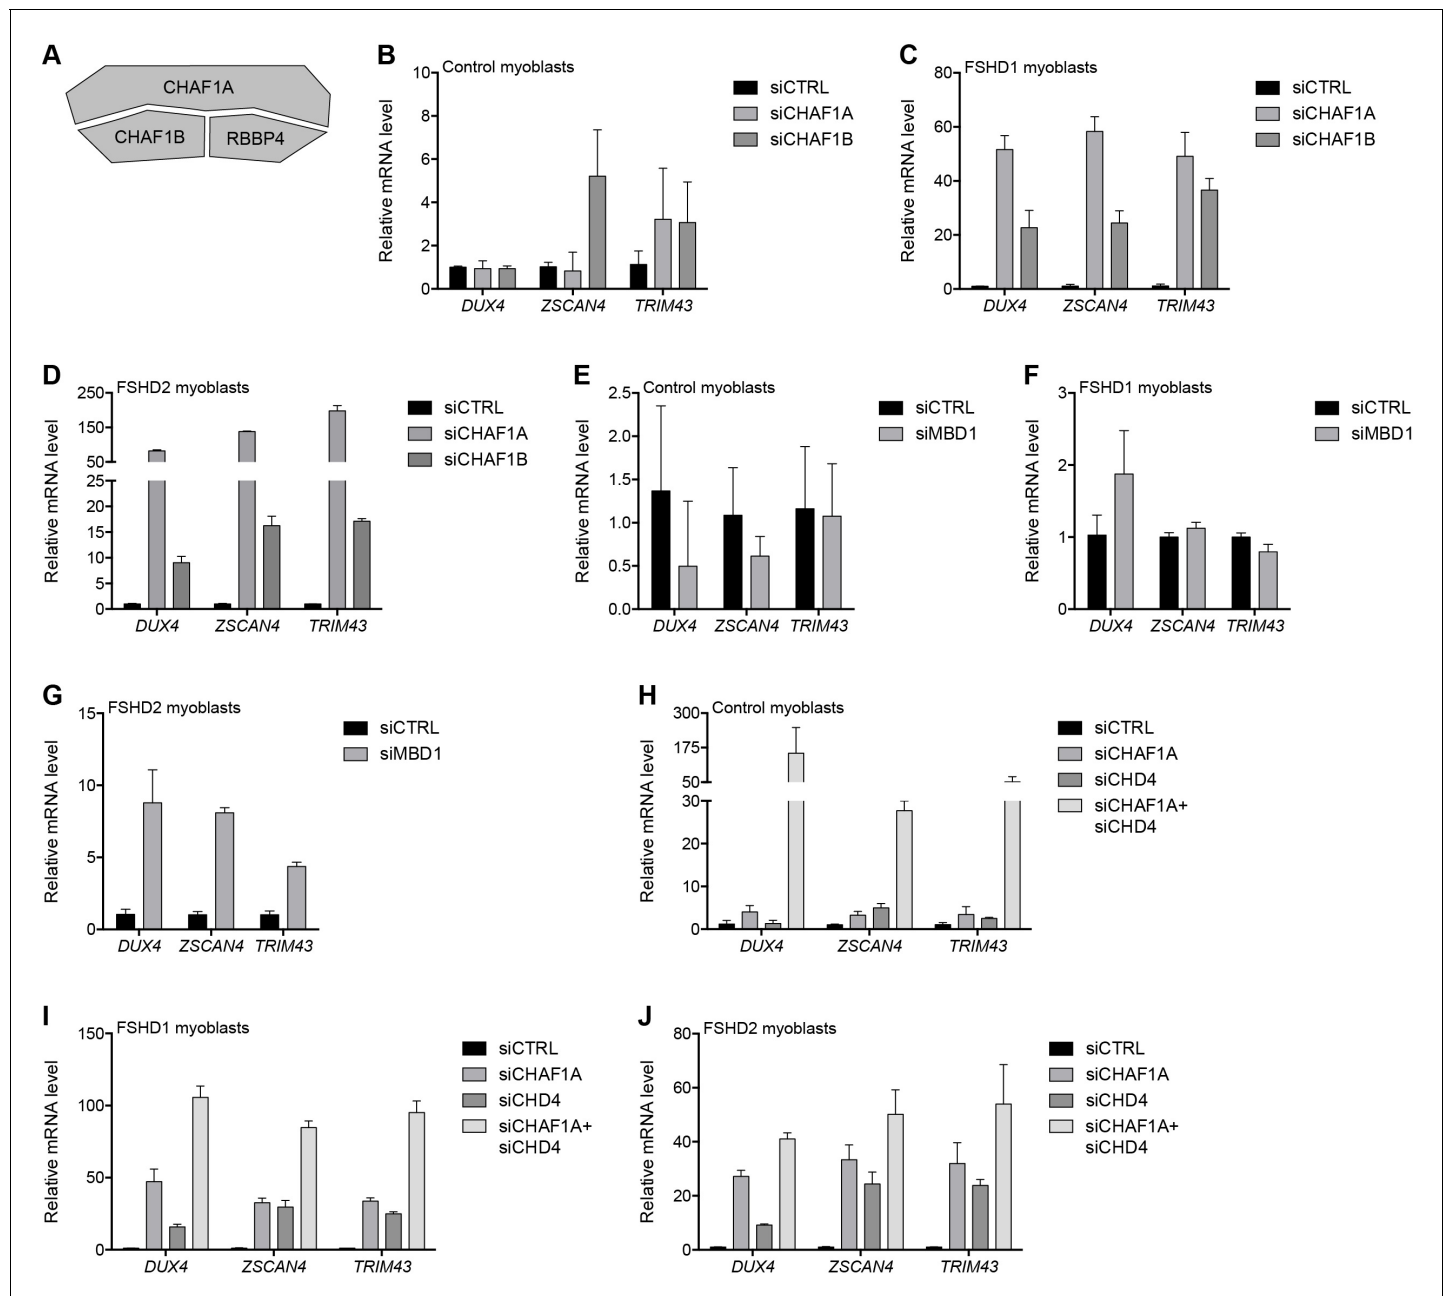 A
CHAF1A
CHAF1B
RBBP4
B
Control myoblasts
Relative mRNA level
10
8
6
4
2
0
DUX4
ZSCAN4
TRIM43
siCTRL
siCHAF1A
siCHAF1B
C
FSHD1 myoblasts
Relative mRNA level
80
60
40
20
0
DUX4
ZSCAN4
TRIM43
siCTRL
siCHAF1A
siCHAF1B
D
FSHD2 myoblasts
Relative mRNA level
250
150
50
25
20
15
10
5
0
DUX4
ZSCAN4
TRIM43
siCTRL
siCHAF1A
siCHAF1B
E
Control myoblasts
Relative mRNA level
2.5
2.0
1.5
1.0
0.5
0.0
DUX4
ZSCAN4
TRIM43
siCTRL
siMBD1
F
FSHD1 myoblasts
Relative mRNA level
3
2
1
0
DUX4
ZSCAN4
TRIM43
siCTRL
siMBD1
G
FSHD2 myoblasts
Relative mRNA level
15
10
5
0
DUX4
ZSCAN4
TRIM43
siCTRL
siMBD1
H
Control myoblasts
Relative mRNA level
300
175
50
30
20
10
0
DUX4
ZSCAN4
TRIM43
siCTRL
siCHAF1A
siCHD4
siCHAF1A+
siCHD4
I
FSHD1 myoblasts
Relative mRNA level
150
100
50
0
DUX4
ZSCAN4
TRIM43
siCTRL
siCHAF1A
siCHD4
siCHAF1A+
siCHD4
J
FSHD2 myoblasts
Relative mRNA level
80
60
40
20
0
DUX4
ZSCAN4
TRIM43
siCTRL
siCHAF1A
siCHD4
siCHAF1A+
siCHD4